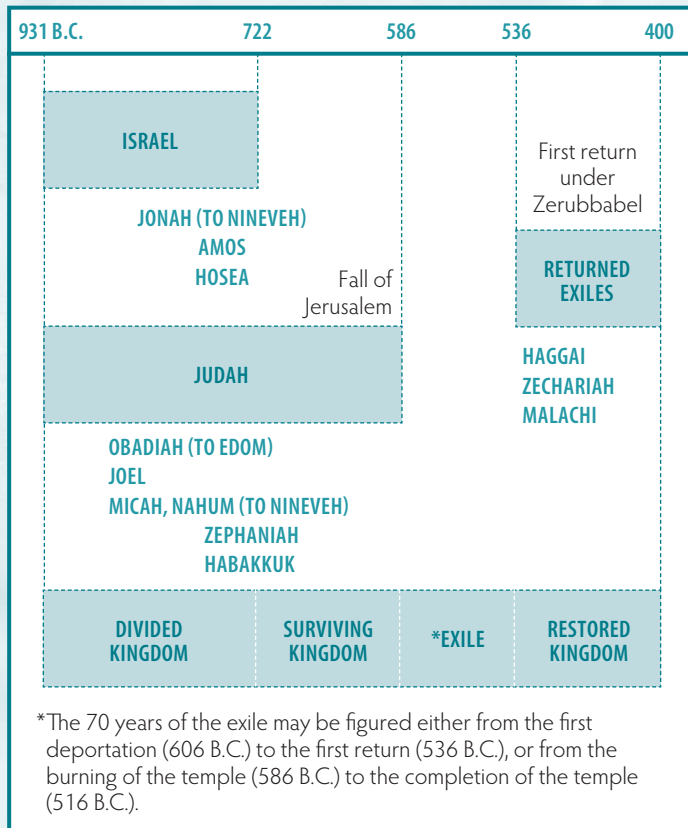 931 B.C. 722 586 536 400
ISRAEL
First return
under
Zerubbabel
JONAH (TO NINEVEH)
AMOS
HOSEA
Fall of
Jerusalem
RETURNED
EXILES
JUDAH
HAGGAI
ZECHARIAH
MALACHI
OBADIAH (TO EDOM)
JOEL
MICAH, NAHUM (TO NINEVEH)
ZEPHANIAH
HABAKKUK
DIVIDED
KINGDOM
SURVIVING
KINGDOM
*EXILE
RESTORED
KINGDOM
*The 70 years of the exile may be figured either from the first
deportation (606 B.C.) to the first return (536 B.C.), or from the
burning of the temple (586 B.C.) to the completion of the temple
(516 B.C.).